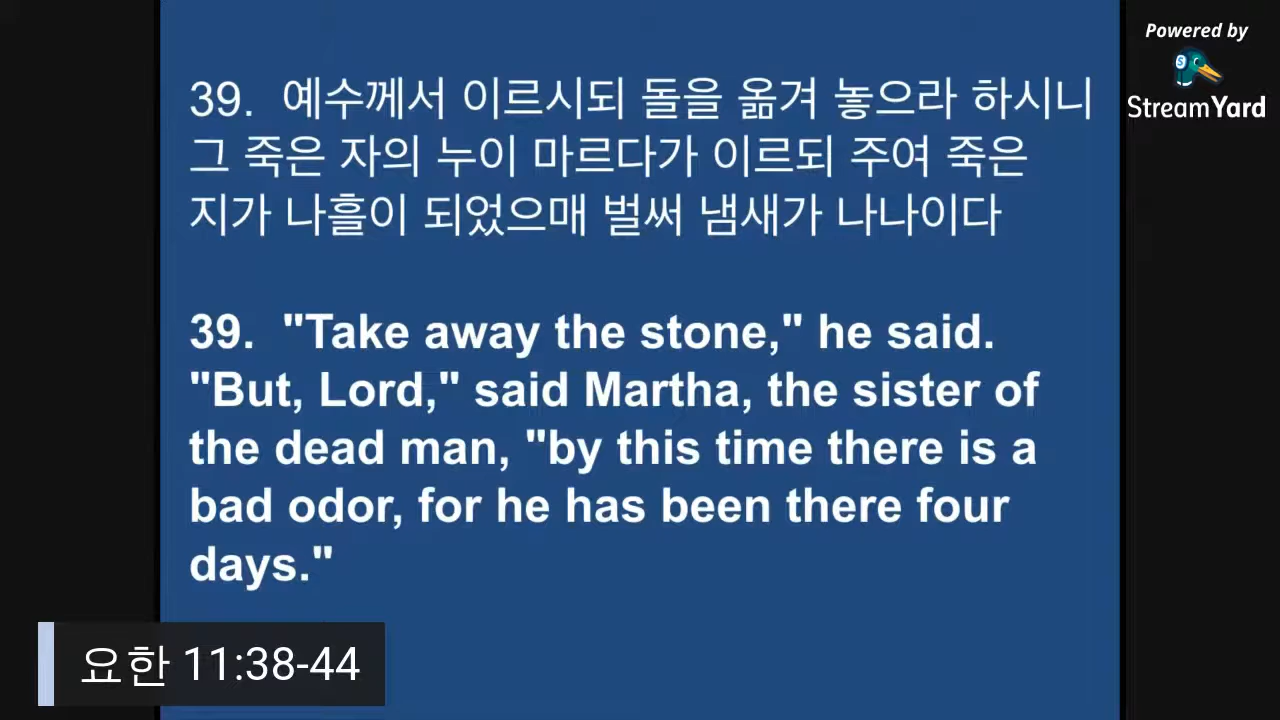 Powered by
StreamYard
39. 예수께서 이르시되 돌을 옮겨 놓으라 하시니
그 죽은 자의 누이 마르다가 이르되 주여 죽은
지가 나흘이 되었으매 벌써 냄새가 나나이다
39. "Take away the stone," he said.
"But, Lord," said Martha, the sister of
the dead man, "by this time there is a
bad odor, for he has been there four
days."
요한 11:38-44